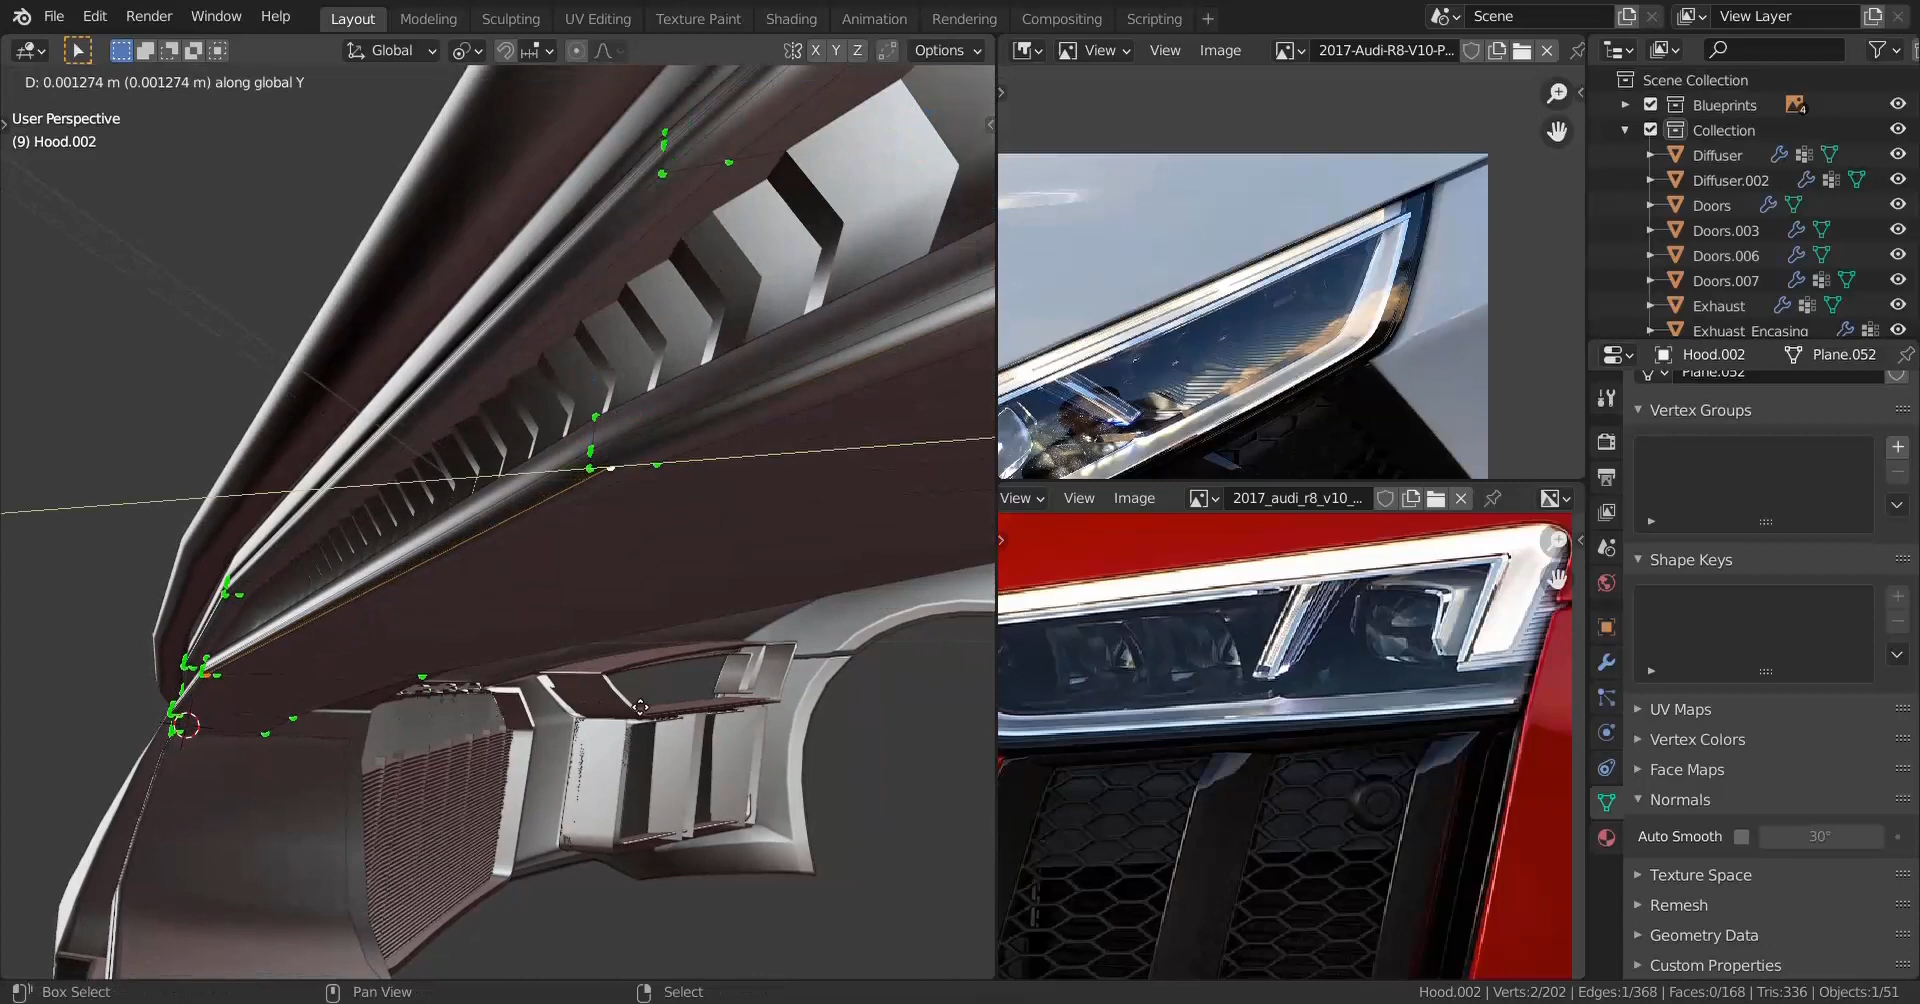 File Edit Render Window Help Layout Modeling Sculpting UV Editing Texture Paint Shading Animation Rendering Compositing Scripting + Scene View Layer
Global X Y Z Options
View View Image 2017-Audi-R8-V10-P...
D: 0.001274 m (0.001274 m) along global Y
User Perspective
(9) Hood.002
Scene Collection
Blueprints 4
Collection
Diffuser
Diffuser.002
Doors
Doors.003
Doors.006
Doors.007
Exhaust
Exhuast Encasing
Hood.002 Plane.052
Plane.052
Vertex Groups
View View Image 2017_audi_r8_v10_...
Shape Keys
UV Maps
Vertex Colors
Face Maps
Normals
Auto Smooth 30°
Texture Space
Remesh
Geometry Data
Custom Properties
Box Select Pan View Select Hood.002 | Verts:2/202 | Edges:1/368 | Faces:0/168 | Tris:336 | Objects:1/51